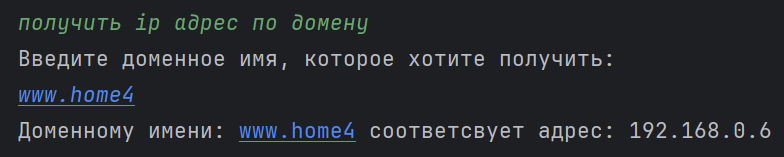 получить ip адрес по домену
Введите доменное имя, которое хотите получить:
www.home4
Доменному имени: www.home4 соответсвует адрес: 192.168.0.6